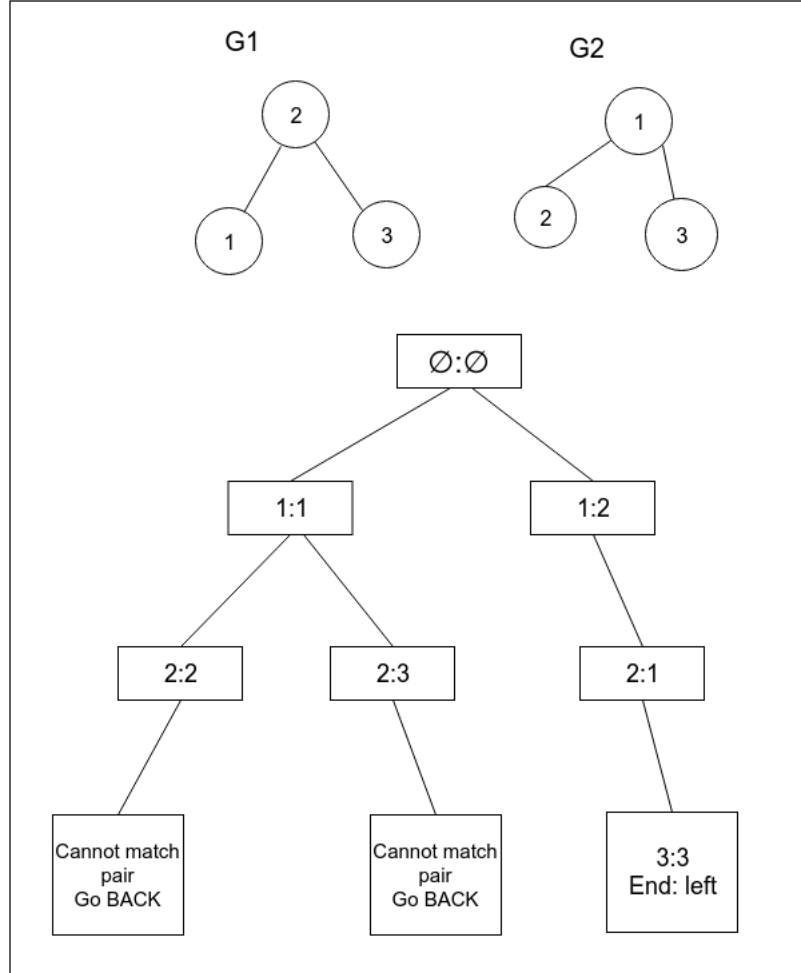 G1
G2
2
1
3
1
2
3
∅:∅
1:1
1:2
2:2
2:3
2:1
Cannot match
pair
Go BACK
Cannot match
pair
Go BACK
3:3
End: left